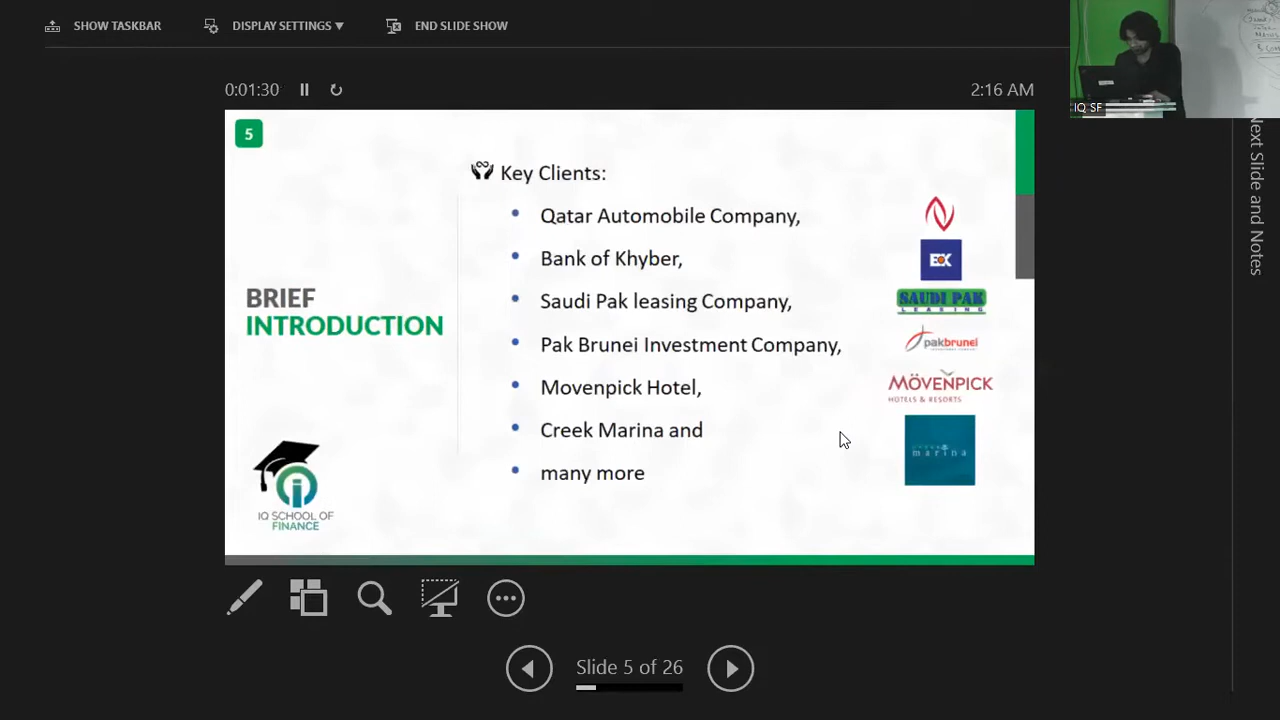 SHOW TASKBAR
DISPLAY SETTINGS
END SLIDE SHOW
IQ SF
0:01:30
2:16 AM
Next Slide and Notes
5
BRIEF
INTRODUCTION
Key Clients:
Qatar Automobile Company,
Bank of Khyber,
Saudi Pak leasing Company,
Pak Brunei Investment Company,
Movenpick Hotel,
Creek Marina and
many more
SAUDI PAK
LEASING
pakbrunei
MÖVENPICK
HOTELS & RESORTS
marina
IQ SCHOOL OF
FINANCE
Slide 5 of 26